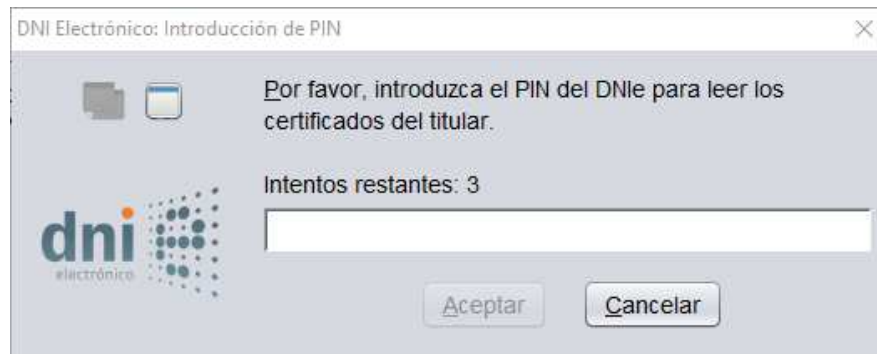 DNI Electrónico: Introducción de PIN
Por favor, introduzca el PIN del DNIe para leer los
certificados del titular.
Intentos restantes: 3
dni
electrónico
Aceptar
Cancelar